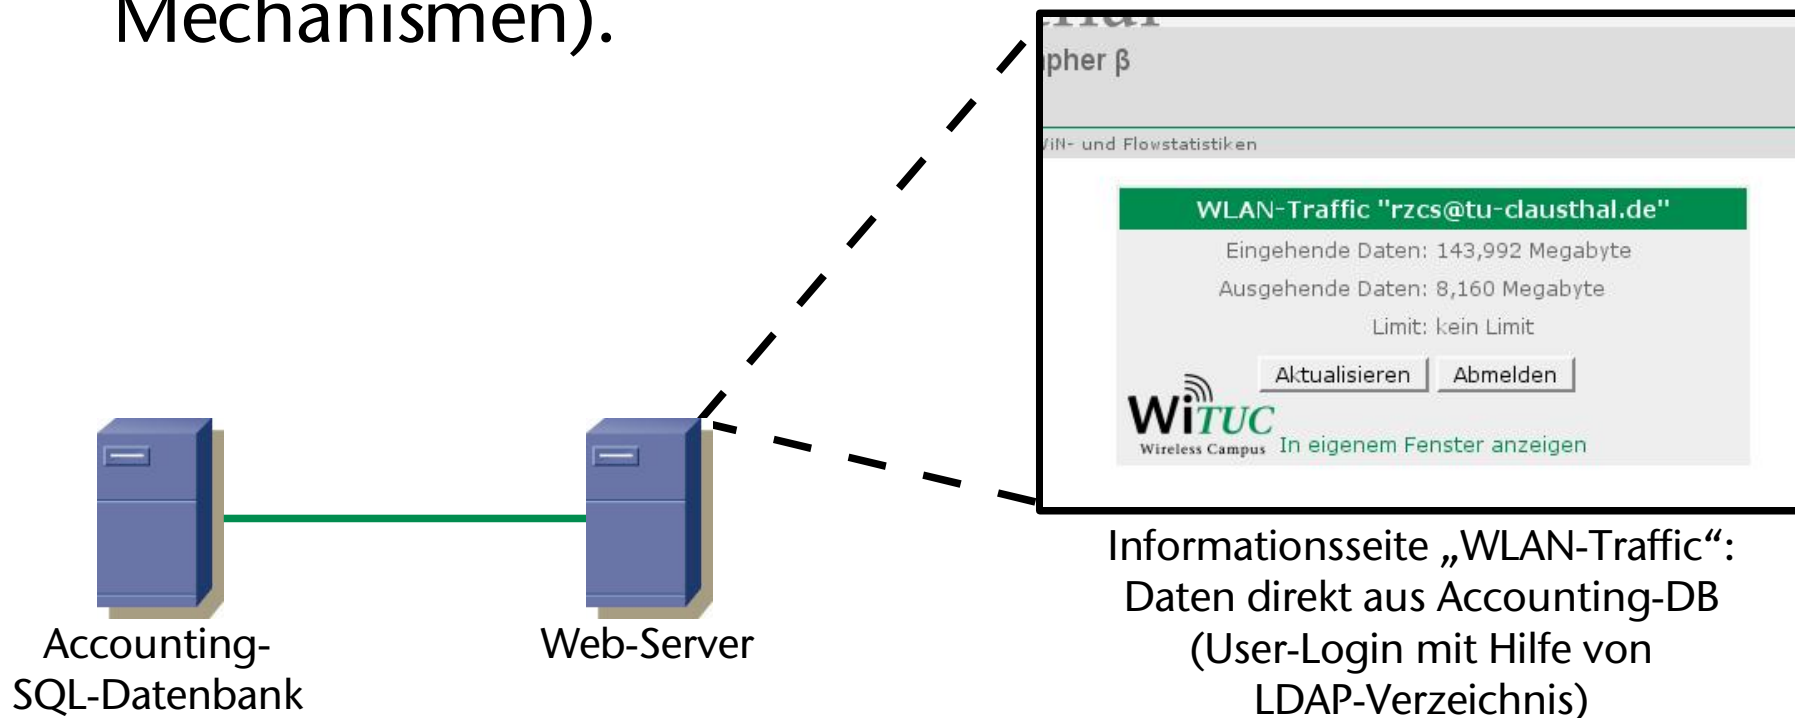 Mechanismen).
pher β
WiN- und Flowstatistiken
WLAN-Traffic "rzcs@tu-clausthal.de"
Eingehende Daten: 143,992 Megabyte
Ausgehende Daten: 8,160 Megabyte
Limit: kein Limit
Aktualisieren Abmelden
WiTUC
Wireless Campus
In eigenem Fenster anzeigen
Informationsseite „WLAN-Traffic“:
Daten direkt aus Accounting-DB
(User-Login mit Hilfe von
LDAP-Verzeichnis)
Accounting-
SQL-Datenbank
Web-Server